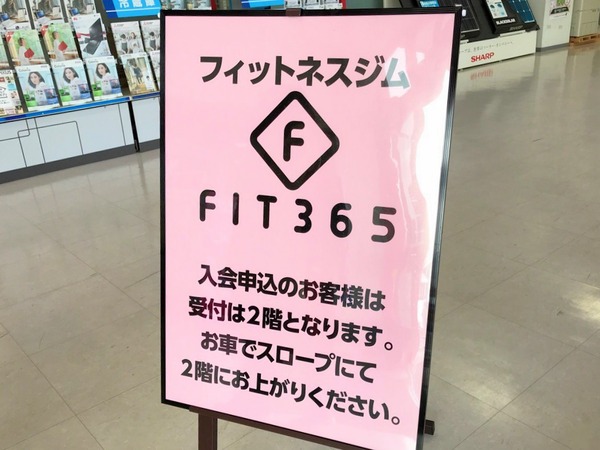 フィットネスジム
F
FIT365
入会申込のお客様は
受付は2階となります。
お車でスロープにて
2階にお上がりください。
SHARP